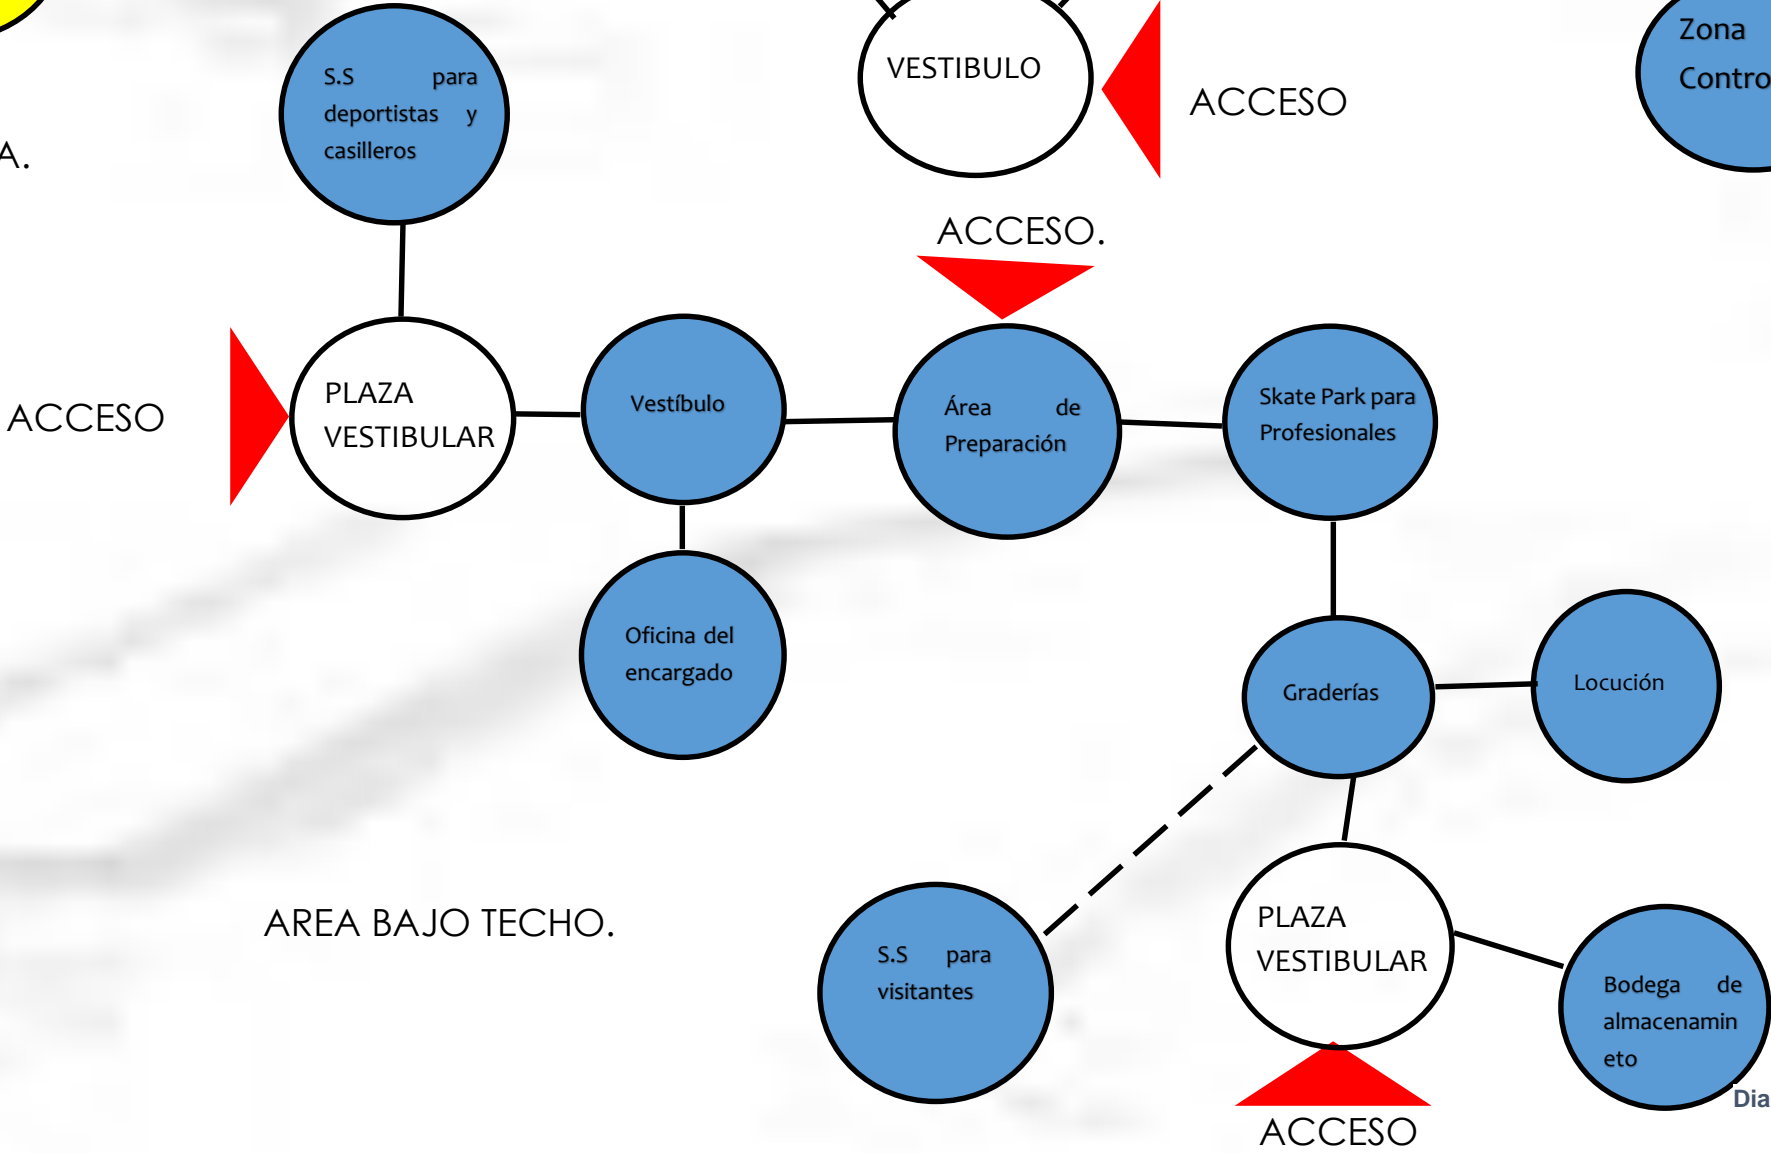 S.S para
deportistas y
casilleros
VESTIBULO
ACCESO
Zona
Contro
A.
ACCESO.
ACCESO
PLAZA
VESTIBULAR
Vestíbulo
Área de
Preparación
Skate Park para
Profesionales
Oficina del
encargado
Graderías
Locución
AREA BAJO TECHO.
S.S para
visitantes
PLAZA
VESTIBULAR
Bodega de
almacenamin
eto
Dia
ACCESO